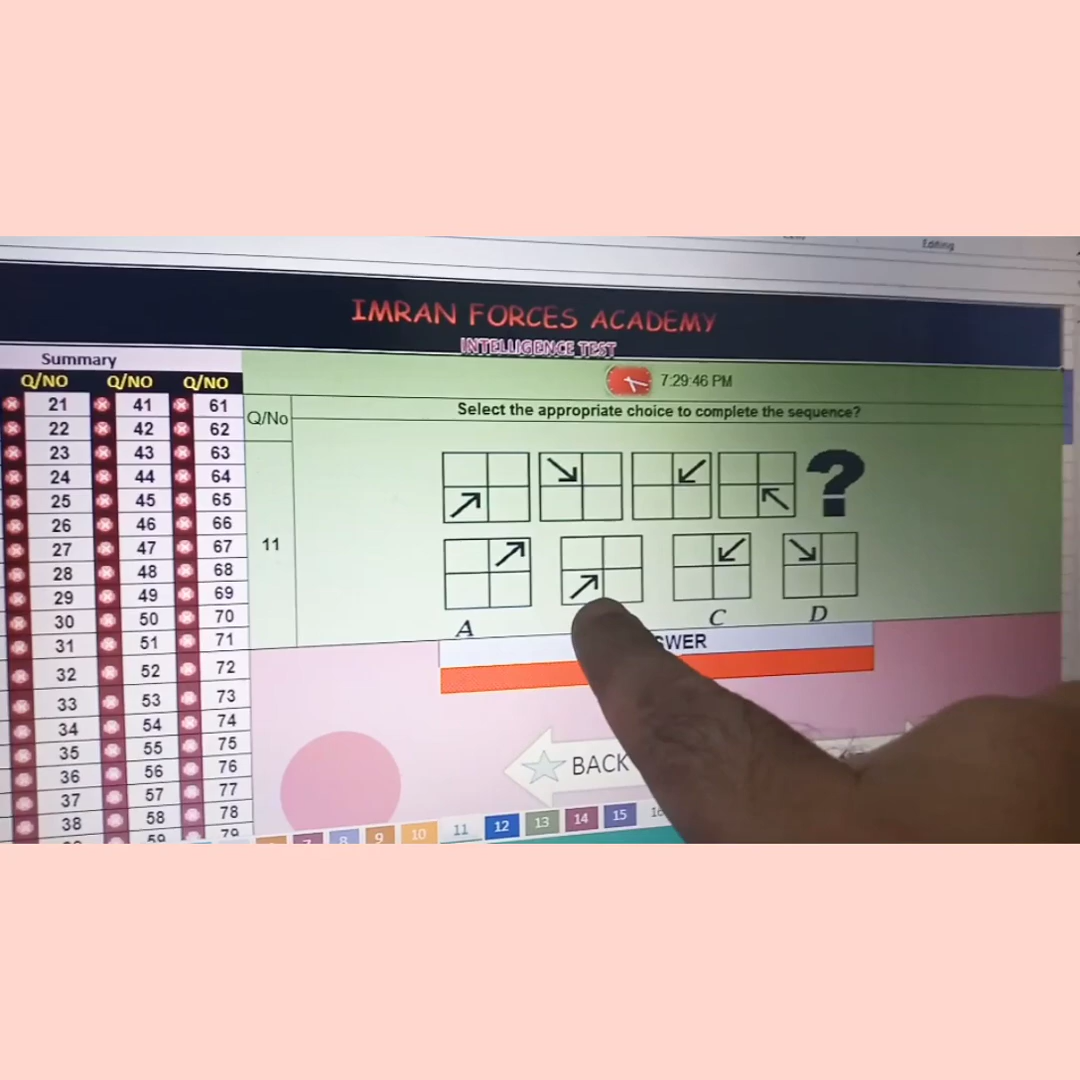 Editing
IMRAN FORCES ACADEMY
INTELLIGENCE TEST
Summary
7:29:46 PM
Q/NO Q/NO Q/NO
Q/No
Select the appropriate choice to complete the sequence?
21 41 61
22 42 62
23 43 63
24 44 64
25 45 65
26 46 66
27 47 67
28 48 68
29 49 69
30 50 70
31 51 71
32 52 72
33 53 73
34 54 74
35 55 75
36 56 76
37 57 77
38 58 78
59 79
11
?
A C D
SWER
BACK
7 8 9 10 11 12 13 14 15